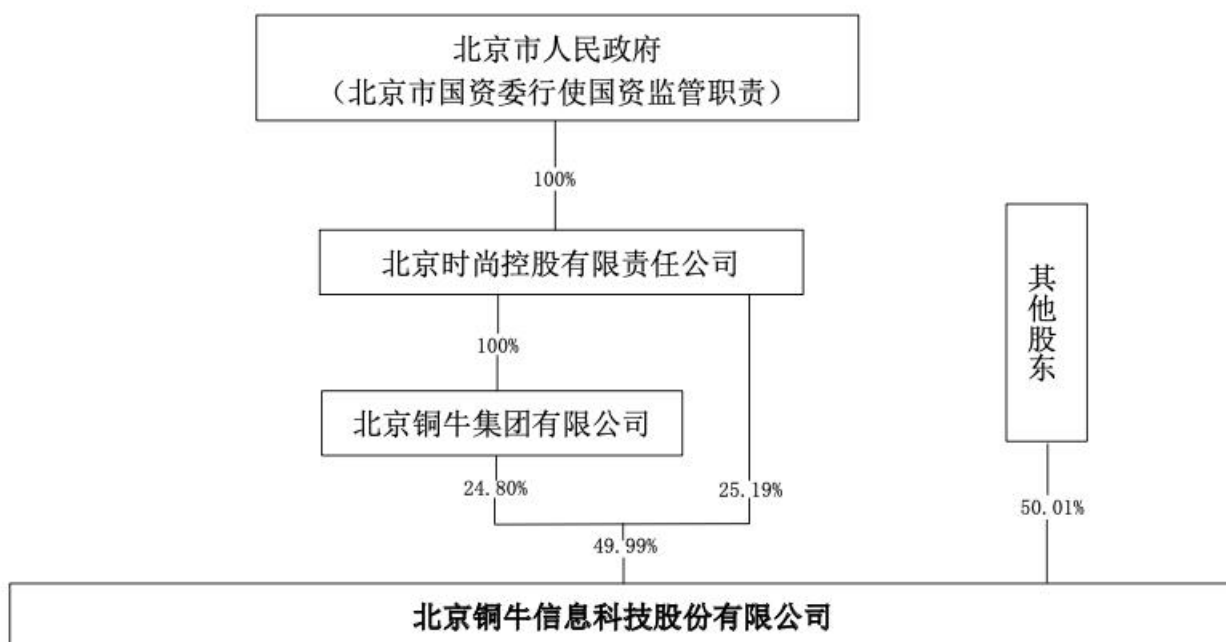 北京市人民政府
（北京市国资委行使国资监管职责）
100%
北京时尚控股有限责任公司
其他股东
100%
北京铜牛集团有限公司
24.80%
25.19%
50.01%
49.99%
北京铜牛信息科技股份有限公司